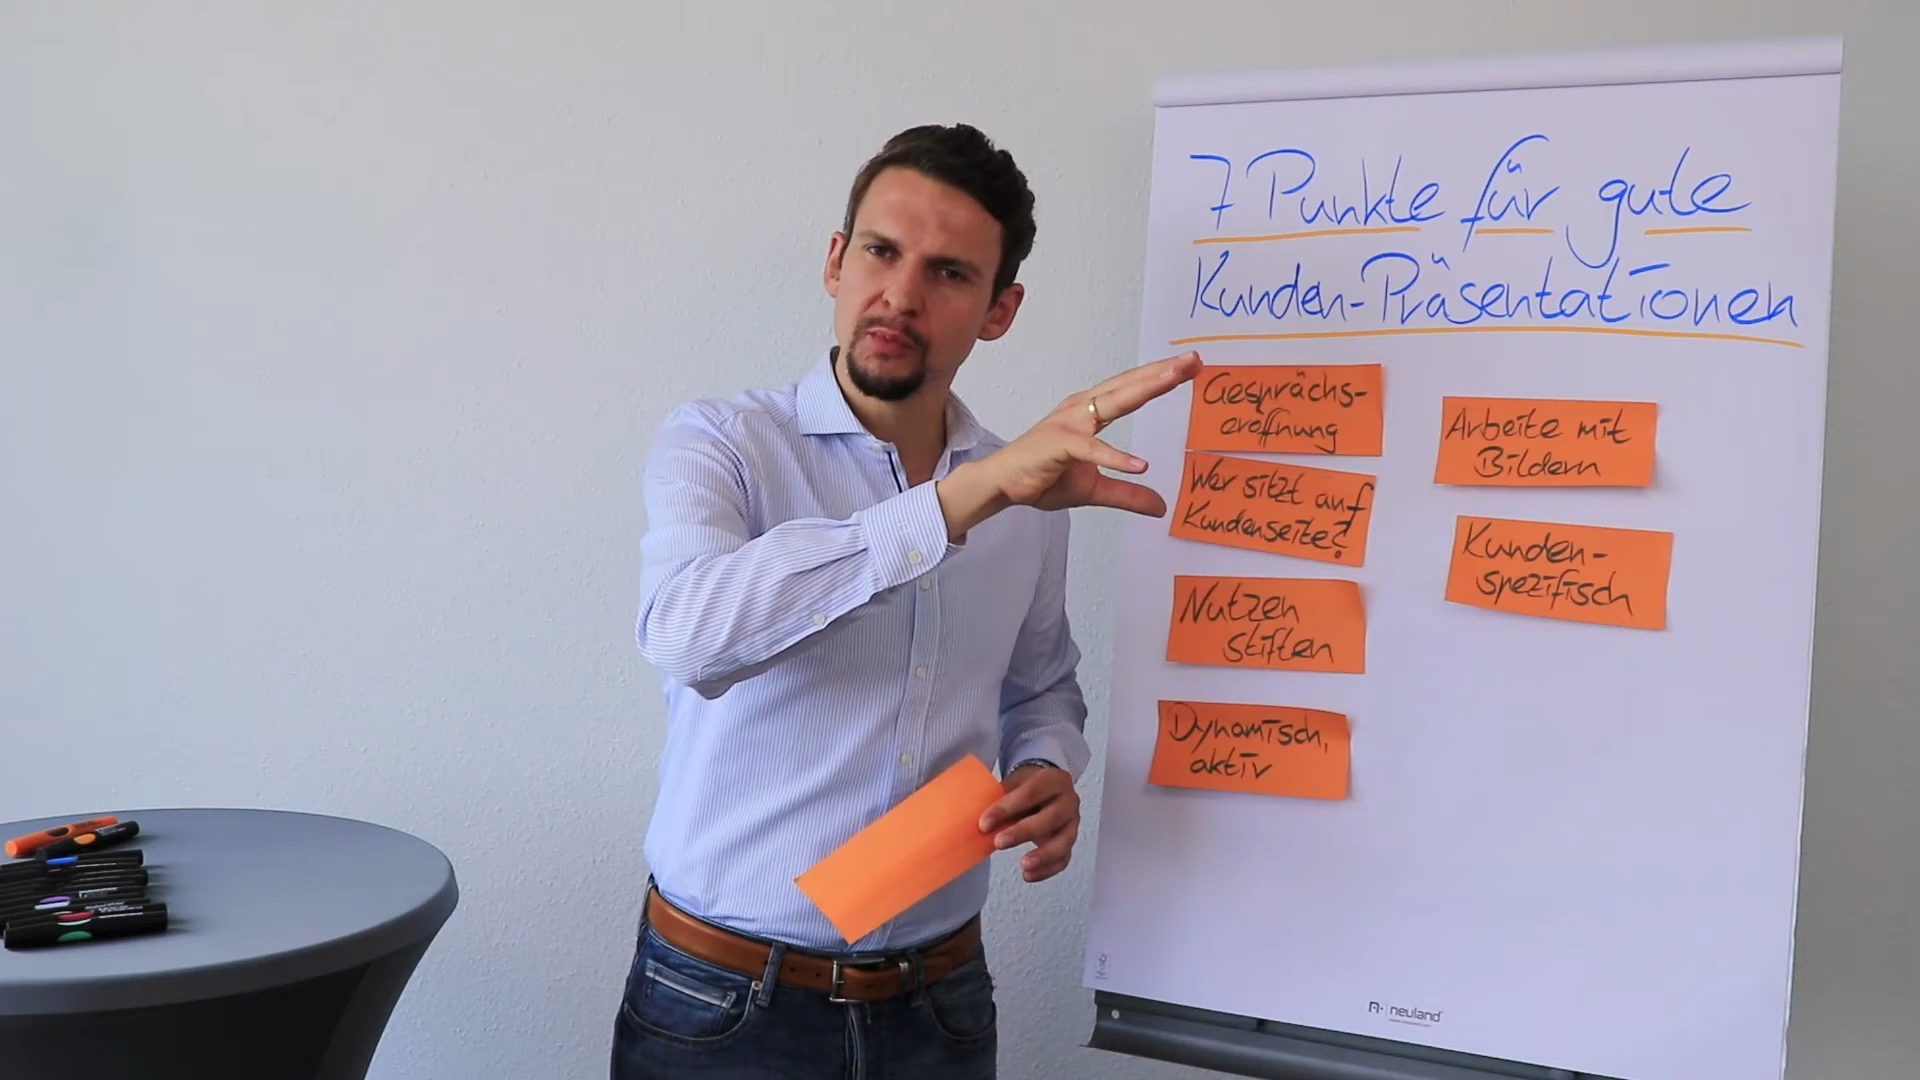 7 Punkte für gute
Kunden-Präsentationen
Gesprächs-
eröffnung
Wer sitzt auf
Kundenseite?
Nutzen
stiften
Dynamisch,
aktiv
Arbeite mit
Bildern
Kunden-
spezifisch
neuland